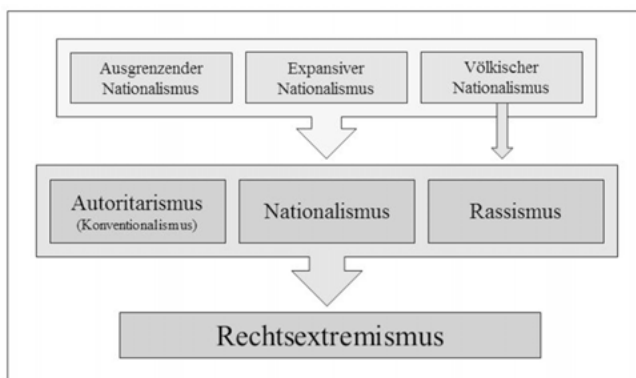 Ausgrenzender
Nationalismus
Expansiver
Nationalismus
Völkischer
Nationalismus
Autoritarismus
(Konventionalismus)
Nationalismus
Rassismus
Rechtsextremismus